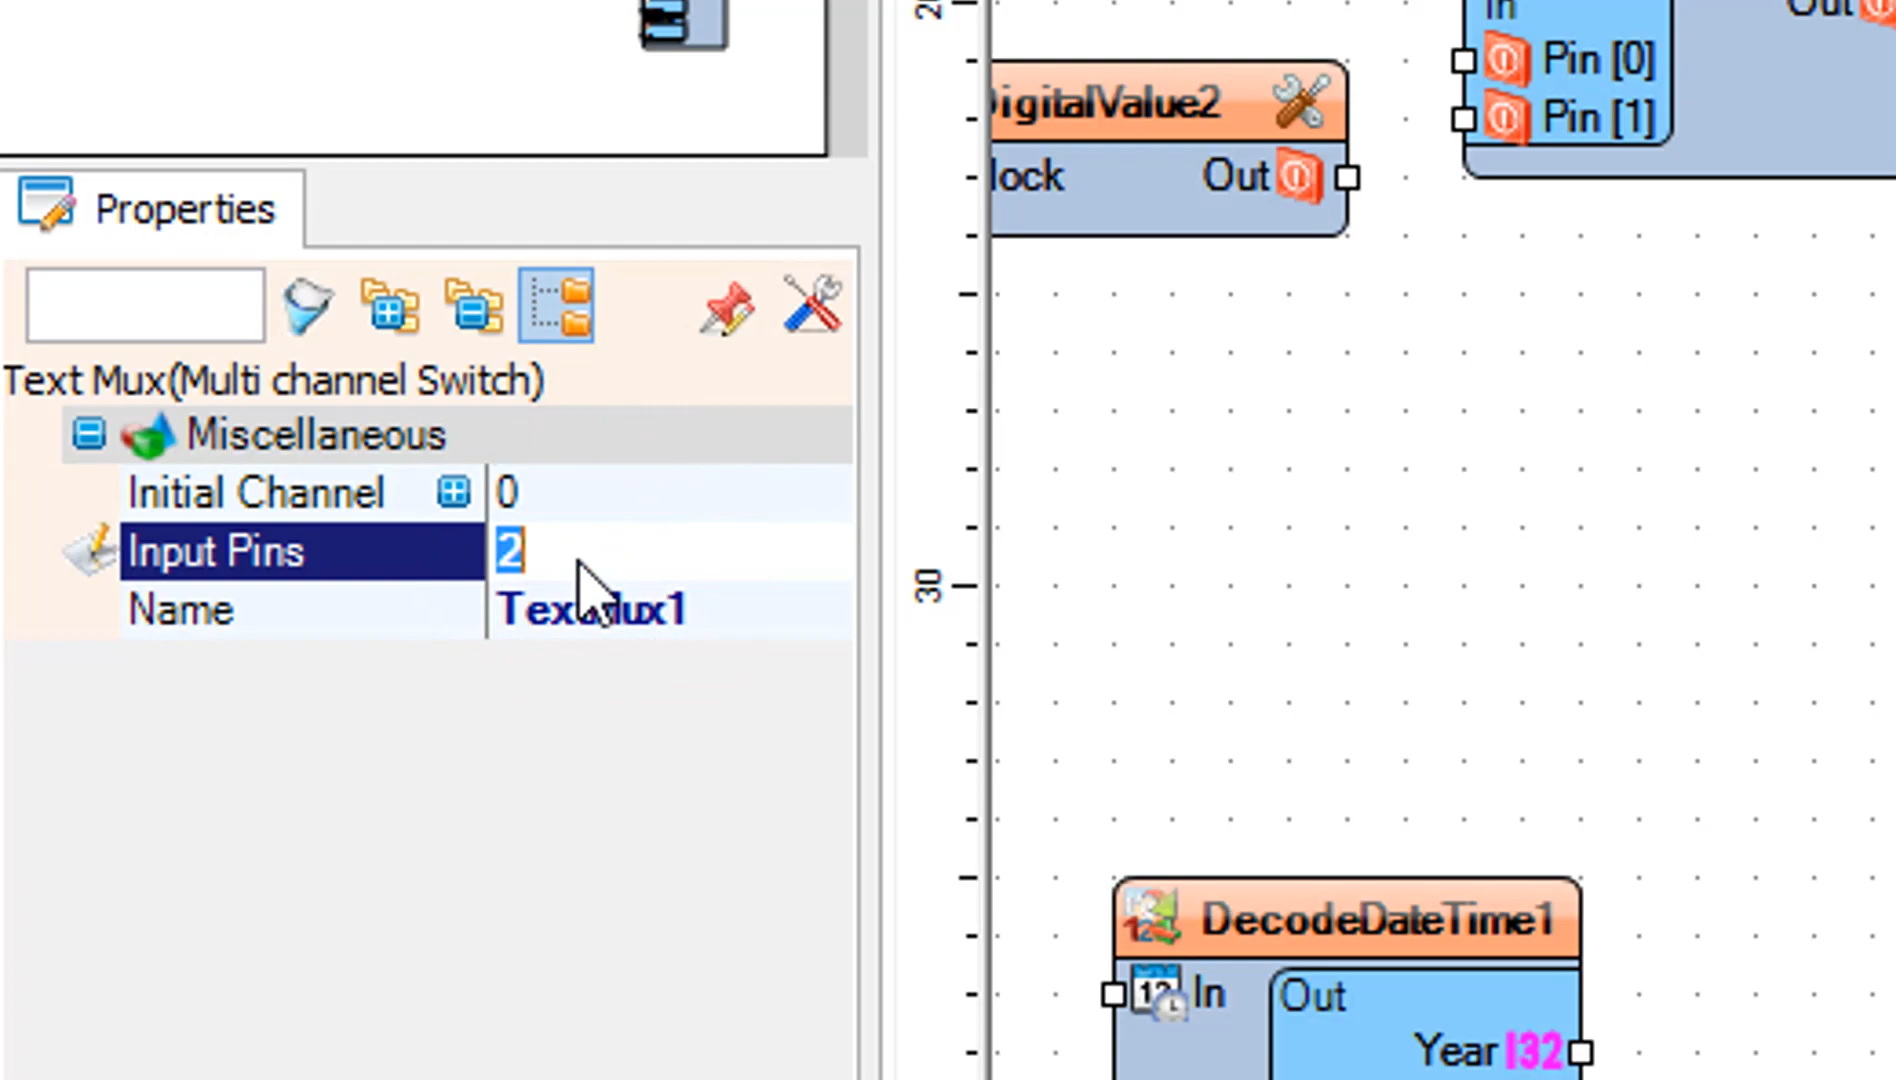 Properties
Text Mux(Multi channel Switch)
Miscellaneous
Initial Channel 0
Input Pins 2
Name
30
In
Out
Pin [0]
Pin [1]
igitalValue2
lock
Out
DecodeDateTime1
12
In
Out
Year I32